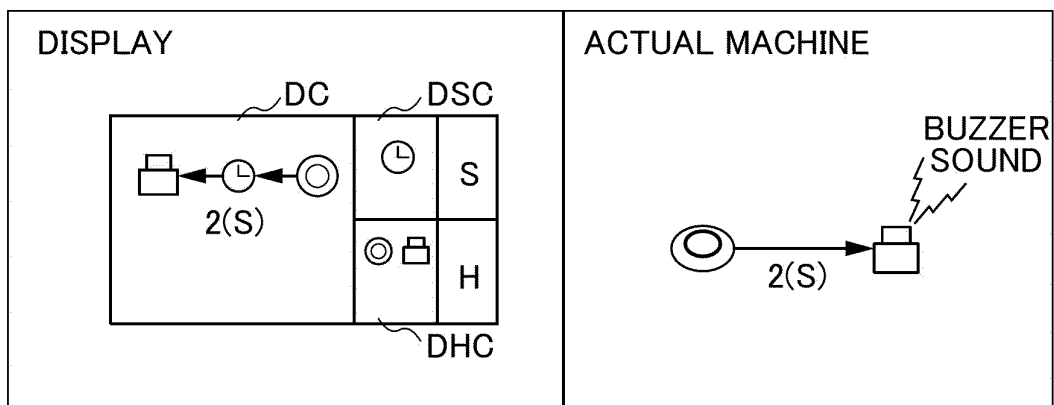 DISPLAY
DC
DSC
S
2(S)
H
DHC
ACTUAL MACHINE
BUZZER
SOUND
2(S)